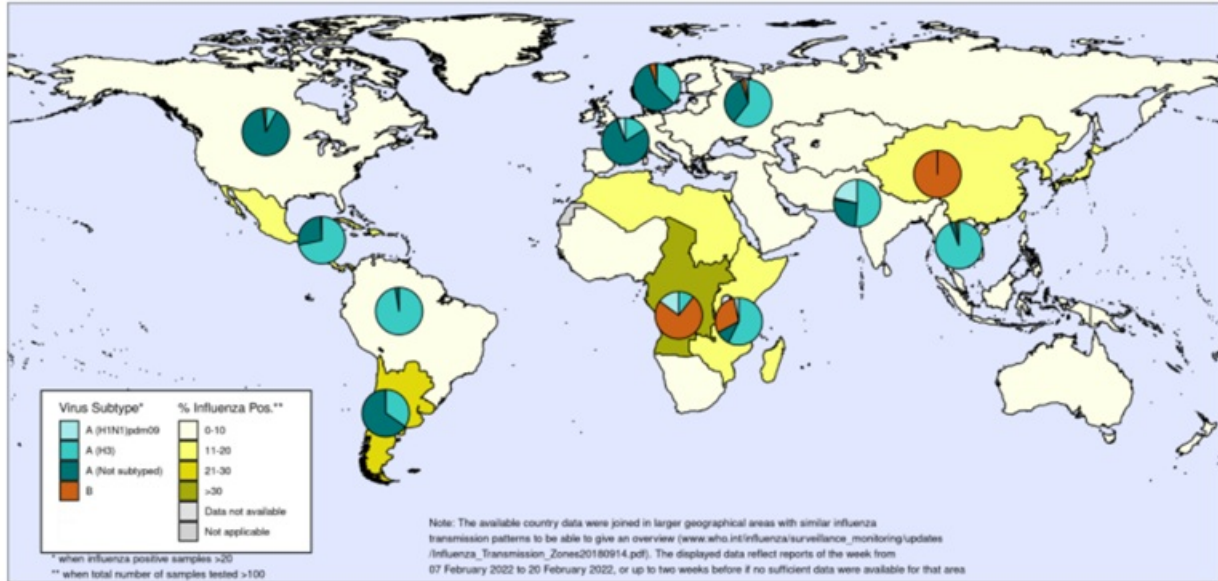 Virus Subtype*
A (H1N1)pdm09
A (H3)
A (Not subtyped)
B
% Influenza Pos.**
0-10
11-20
21-30
>30
Data not available
Not applicable
* when influenza positive samples >20
** when total number of samples tested >100
Note: The available country data were joined in larger geographical areas with similar influenza
transmission patterns to be able to give an overview (www.who.int/influenza/surveillance_monitoring/updates
/Influenza_Transmission_Zones20180914.pdf). The displayed data reflect reports of the week from
07 February 2022 to 20 February 2022, or up to two weeks before if no sufficient data were available for that area